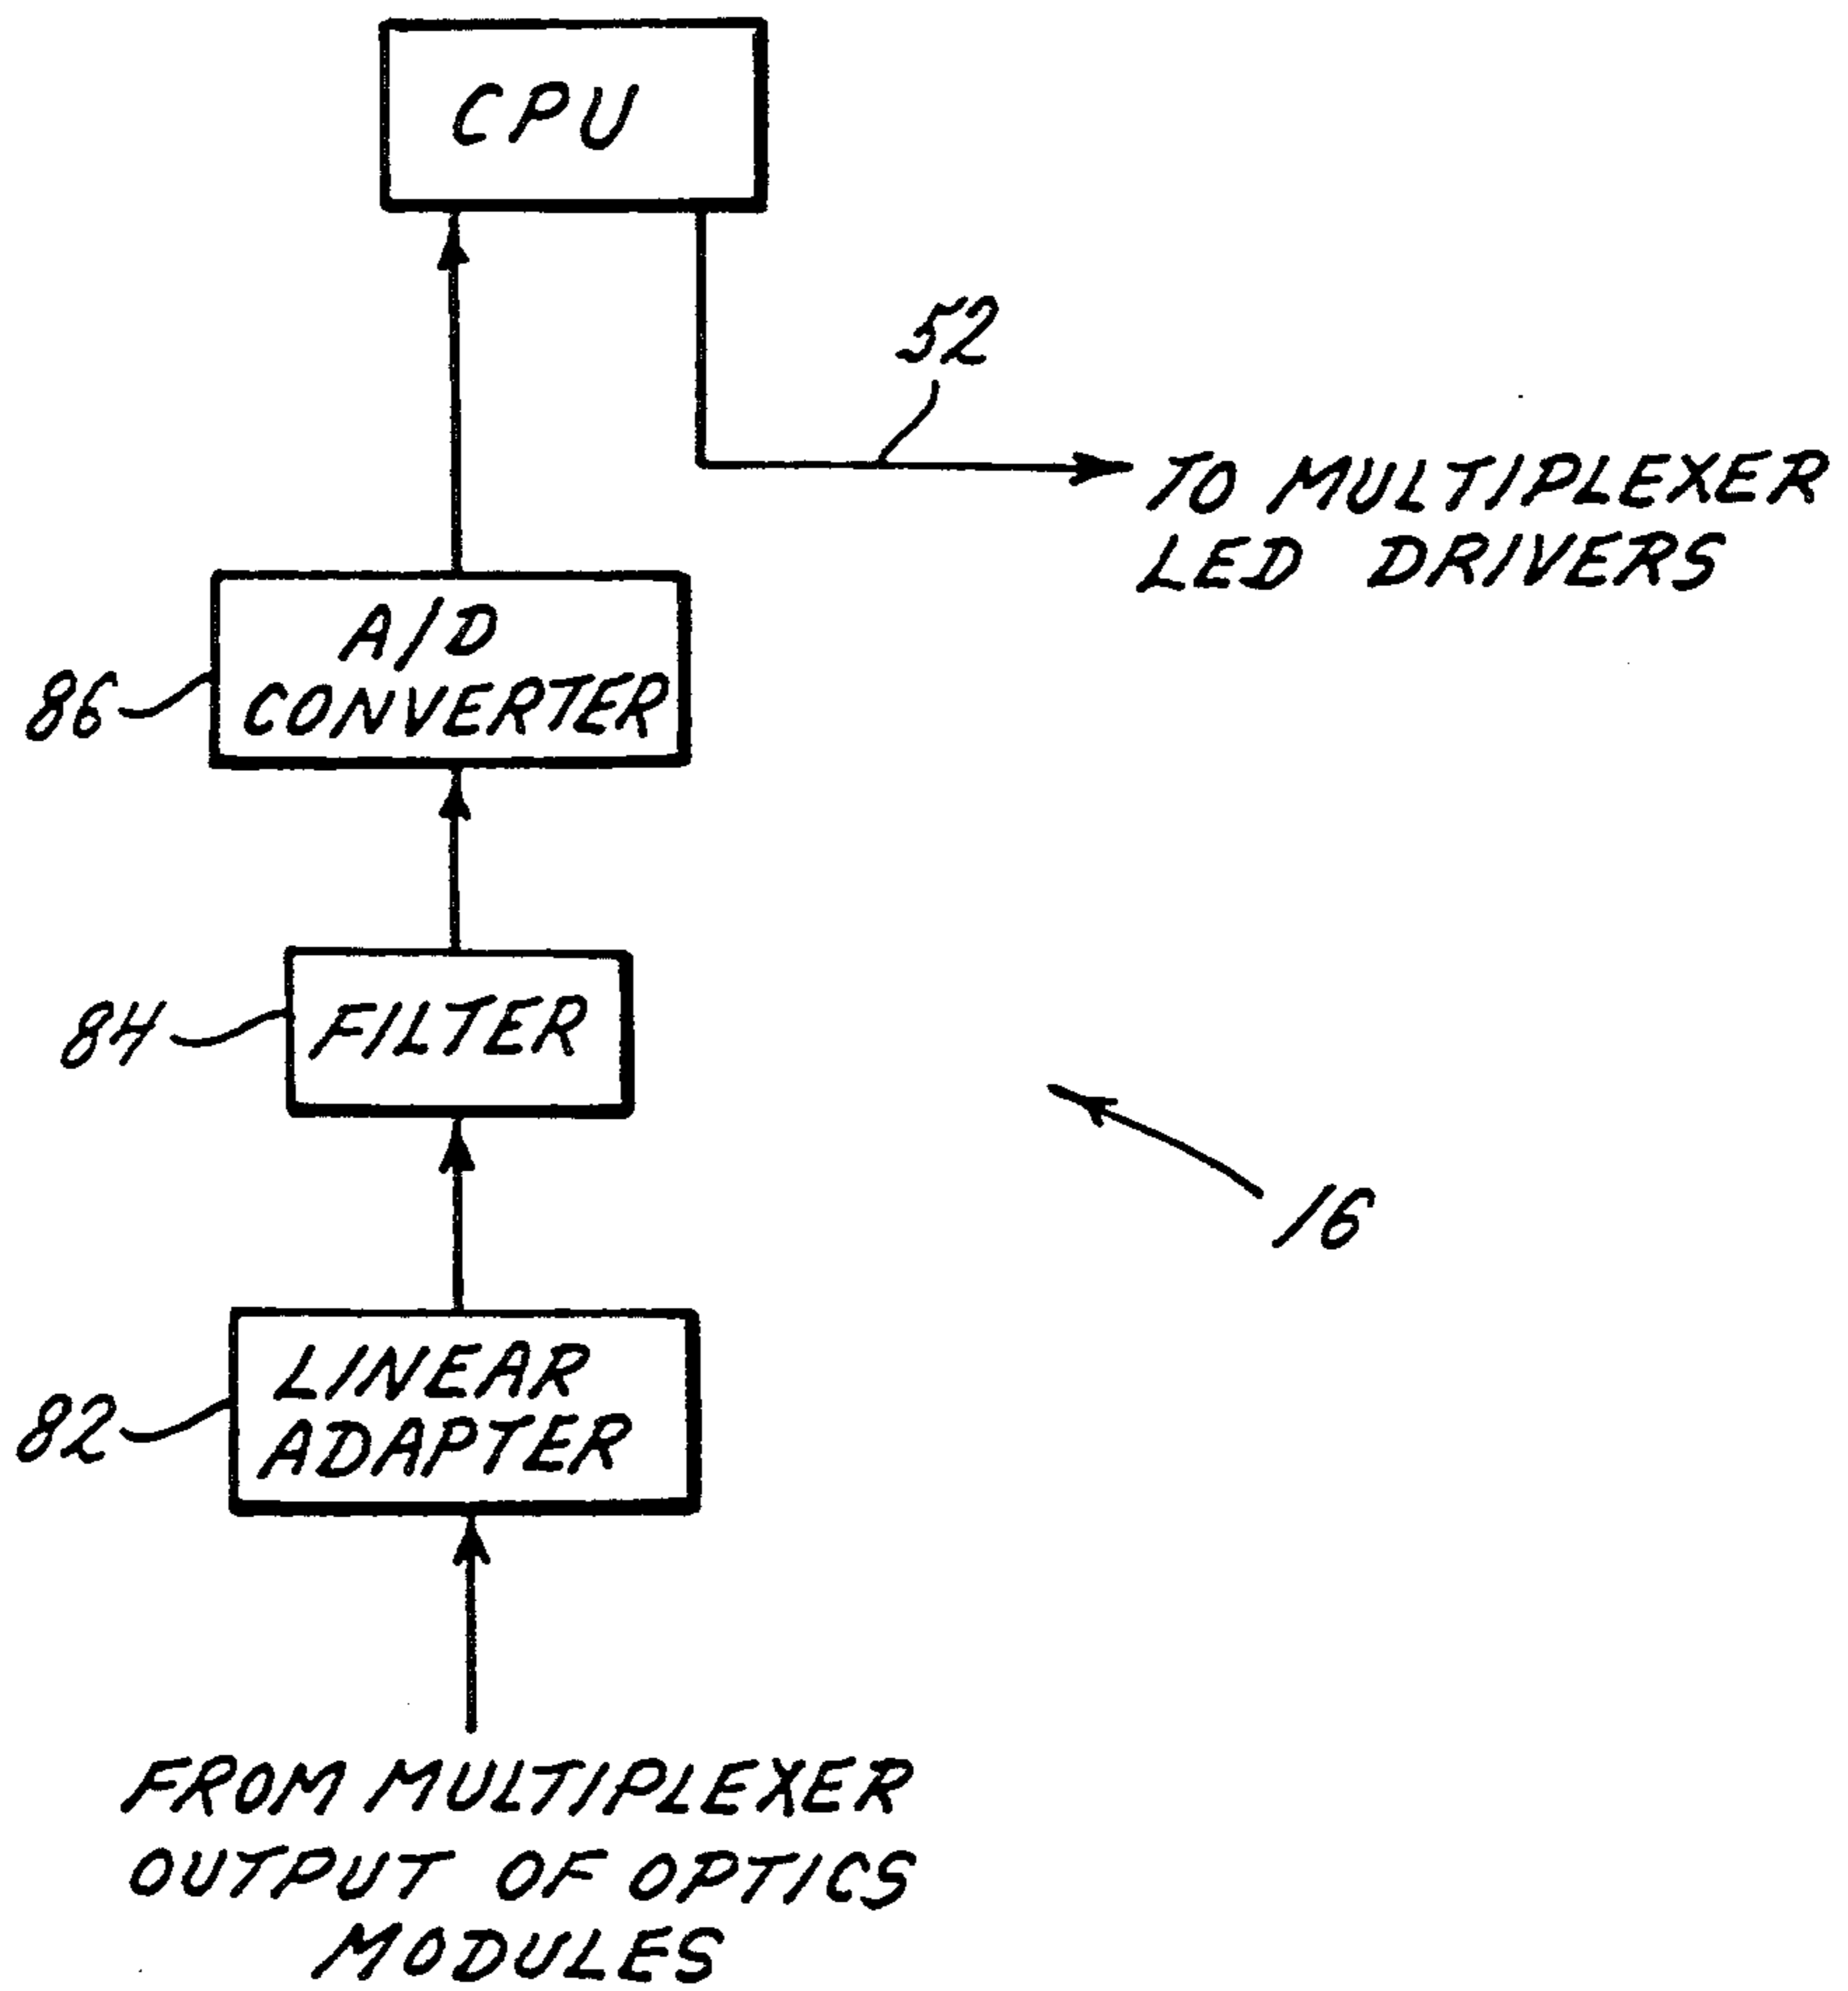 CPU
52
TO MULTIPLEXER
LED DRIVERS
A/D
CONVERTER
86
FILTER
84
16
LINEAR
ADAPTER
82
FROM MULTIPLEXER
OUTPUT OF OPTICS
MODULES